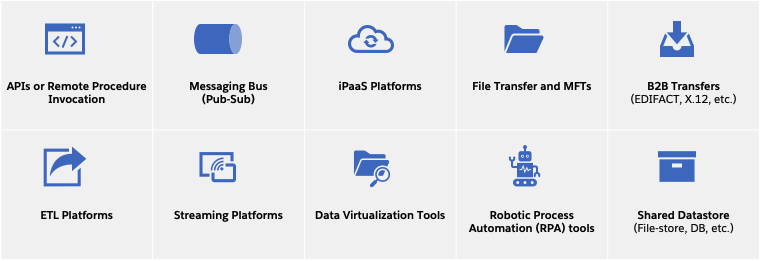 APIs or Remote Procedure
Invocation
Messaging Bus
(Pub-Sub)
iPaaS Platforms
File Transfer and MFTs
B2B Transfers
(EDIFACT, X.12, etc.)
ETL Platforms
Streaming Platforms
Data Virtualization Tools
Robotic Process
Automation (RPA) tools
Shared Datastore
(File-store, DB, etc.)